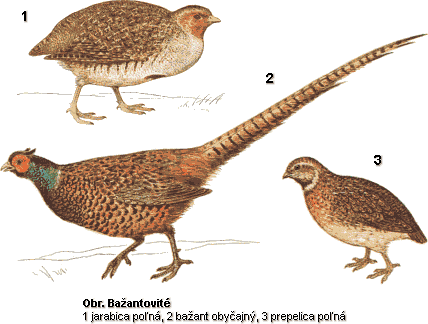 1
2
3
Obr. Bažantovité
1 jarabica poľná, 2 bažant obyčajný, 3 prepelica poľná